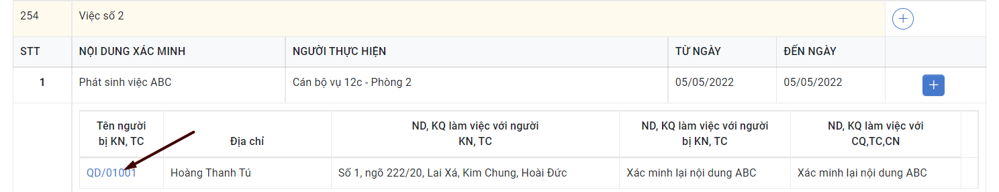 254 Việc số 2
STT NỘI DUNG XÁC MINH NGƯỜI THỰC HIỆN TỪ NGÀY ĐẾN NGÀY
1 Phát sinh việc ABC Cán bộ vụ 12c - Phòng 2 05/05/2022 05/05/2022
Tên người ND, KQ làm việc với người ND, KQ làm việc với người ND, KQ làm việc với
bị KN, TC Địa chỉ KN, TC bị KN, TC CQ,TC,CN
QD/01001 Hoàng Thanh Tú Số 1, ngõ 222/20, Lai Xá, Kim Chung, Hoài Đức Xác minh lại nội dung ABC Xác minh lại nội dung ABC